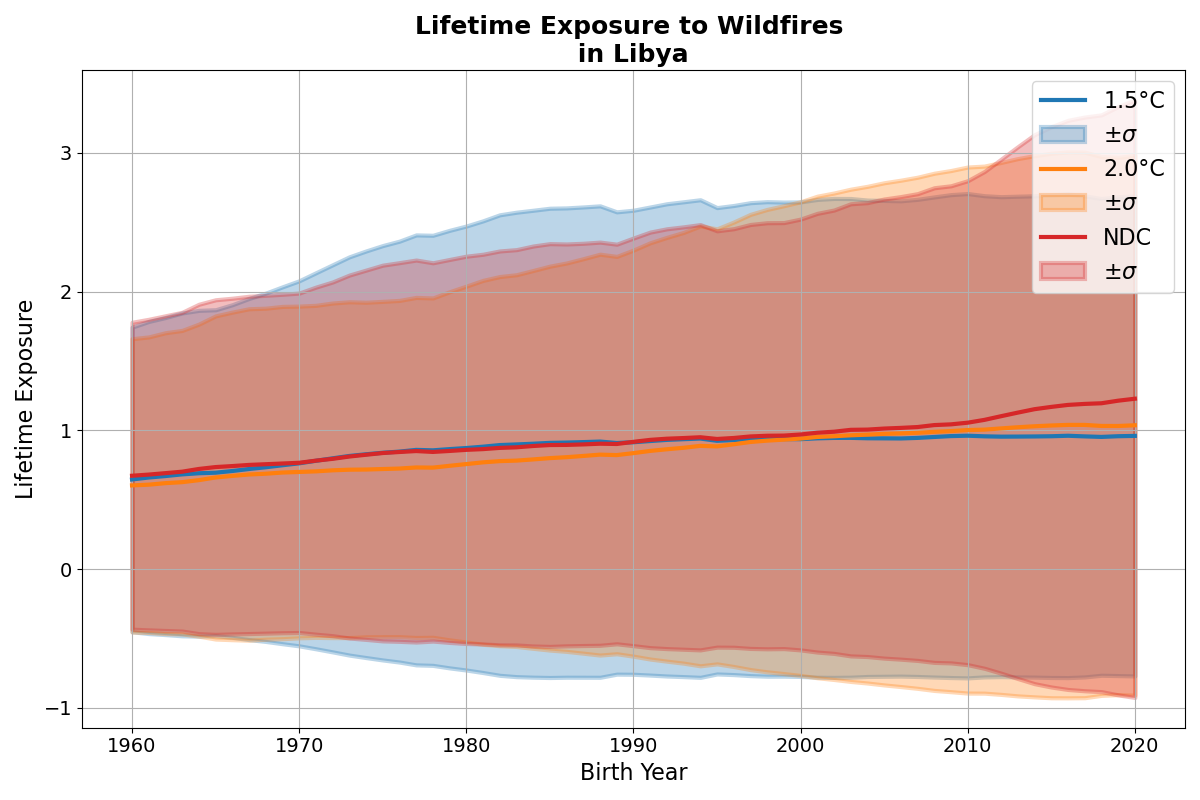 Lifetime Exposure to Wildfires
in Libya
1.5°C
±σ
2.0°C
±σ
NDC
±σ
Lifetime Exposure
3
2
1
0
−1
1960 1970 1980 1990 2000 2010 2020
Birth Year